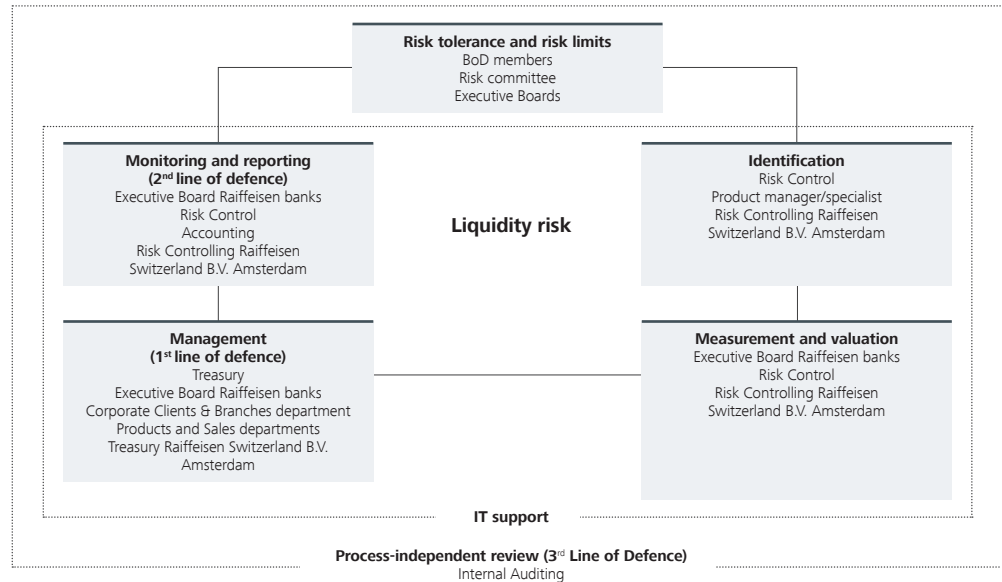 Risk tolerance and risk limits
BoD members
Risk committee
Executive Boards
Monitoring and reporting
(2nd line of defence)
Executive Board Raiffeisen banks
Risk Control
Accounting
Risk Controlling Raiffeisen
Switzerland B.V. Amsterdam
Liquidity risk
Identification
Risk Control
Product manager/specialist
Risk Controlling Raiffeisen
Switzerland B.V. Amsterdam
Management
(1st line of defence)
Treasury
Executive Board Raiffeisen banks
Corporate Clients & Branches department
Products and Sales departments
Treasury Raiffeisen Switzerland B.V.
Amsterdam
Measurement and valuation
Executive Board Raiffeisen banks
Risk Control
Risk Controlling Raiffeisen
Switzerland B.V. Amsterdam
IT support
Process-independent review (3rd Line of Defence)
Internal Auditing